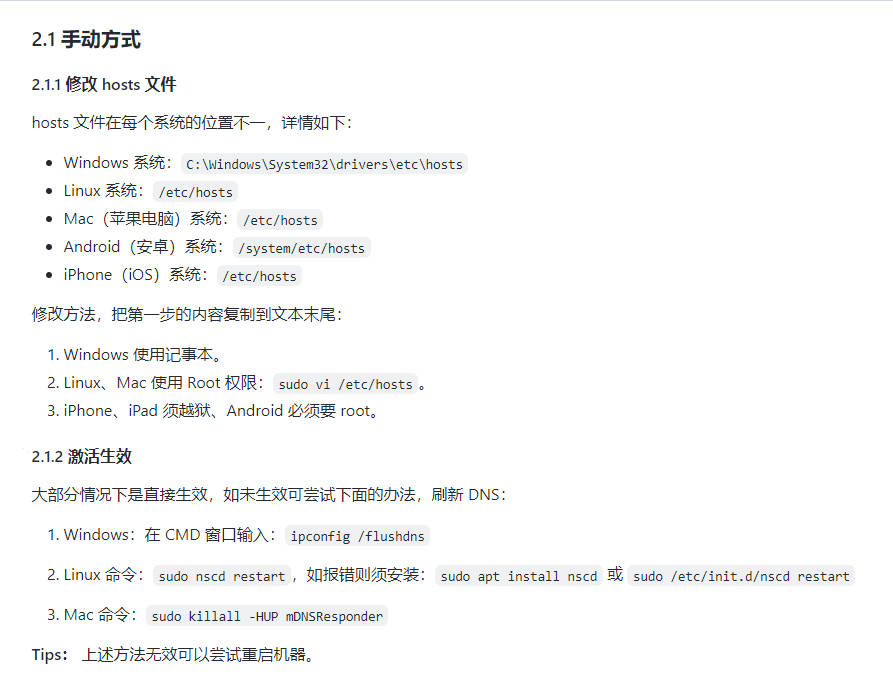 2.1 手动方式
2.1.1 修改 hosts 文件
hosts 文件在每个系统的位置不一，详情如下：
Windows 系统： C:\Windows\System32\drivers\etc\hosts
Linux 系统： /etc/hosts
Mac（苹果电脑）系统： /etc/hosts
Android（安卓）系统： /system/etc/hosts
iPhone（iOS）系统： /etc/hosts
修改方法，把第一步的内容复制到文本末尾：
1. Windows 使用记事本。
2. Linux、Mac 使用 Root 权限： sudo vi /etc/hosts 。
3. iPhone、iPad 须越狱、Android 必须要 root。
2.1.2 激活生效
大部分情况下是直接生效，如未生效可尝试下面的办法，刷新 DNS：
1. Windows：在 CMD 窗口输入： ipconfig /flushdns
2. Linux 命令： sudo nscd restart ，如报错则须安装： sudo apt install nscd 或 sudo /etc/init.d/nscd restart
3. Mac 命令： sudo killall -HUP mDNSResponder
Tips： 上述方法无效可以尝试重启机器。